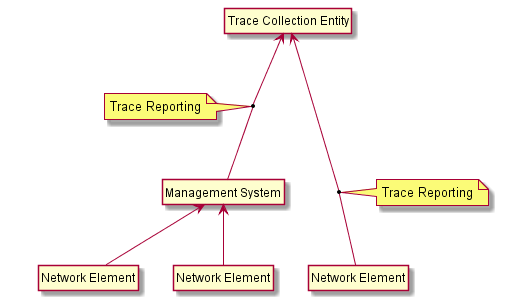 Trace Collection Entity
Trace Reporting
Management System
Trace Reporting
Network Element
Network Element
Network Element